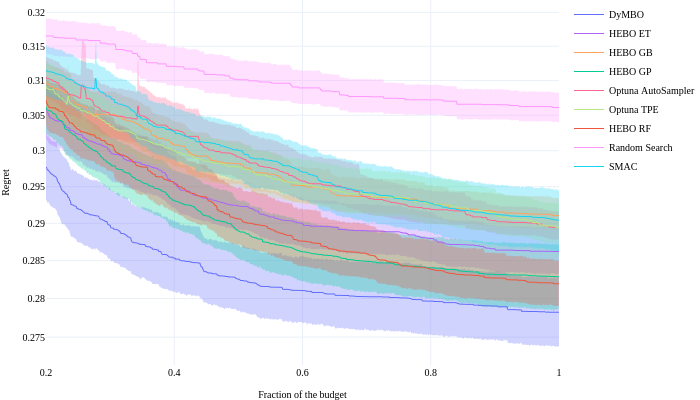 0.32
0.315
0.31
0.305
0.3
0.295
0.29
0.285
0.28
0.275
Regret
0.2
0.4
0.6
0.8
1
Fraction of the budget
DyMBO
HEBO ET
HEBO GB
HEBO GP
Optuna AutoSampler
Optuna TPE
HEBO RF
Random Search
SMAC